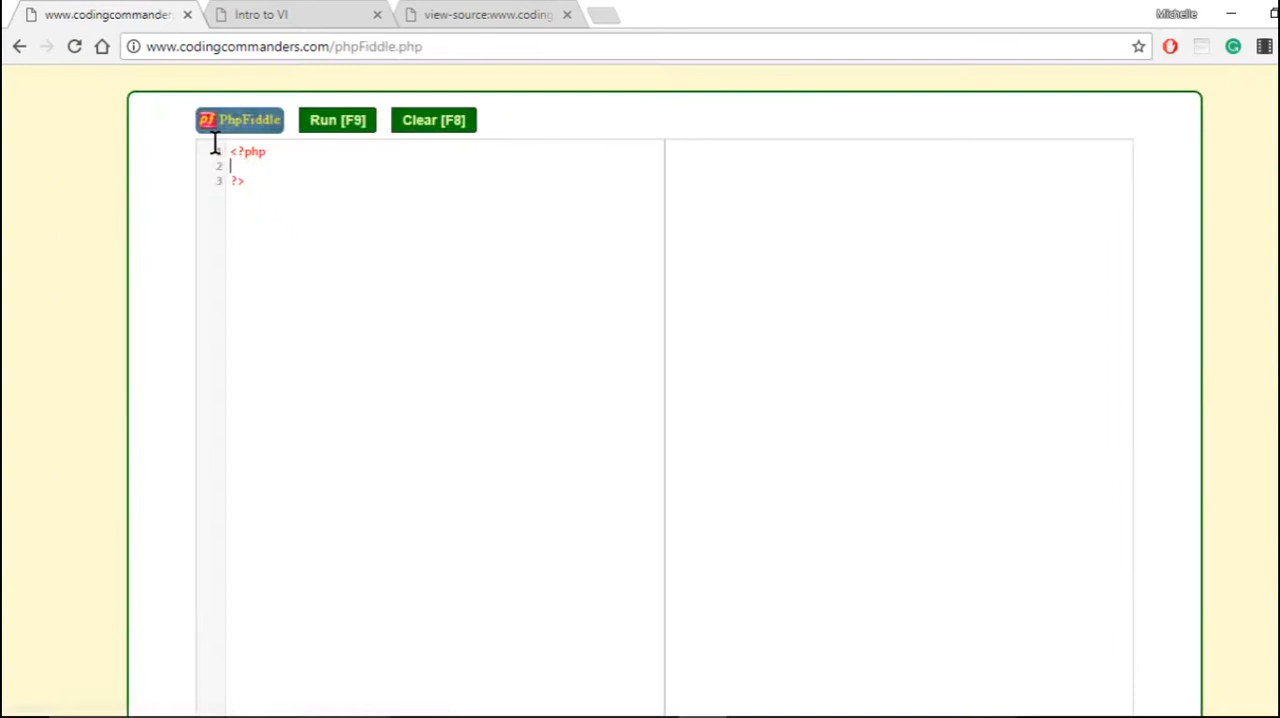 www.codingcommander:
Intro to VI
view-source:www.coding
Michelle
www.codingcommanders.com/phpFiddle.php
pf PhpFiddle
Run [F9]
Clear [F8]
1 <?php
2
3 ?>